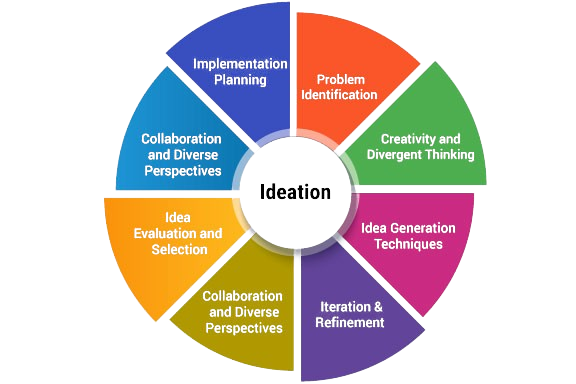 Implementation
Planning
Problem
Identification
Creativity and
Divergent Thinking
Collaboration
and Diverse
Perspectives
Ideation
Idea Generation
Techniques
Idea
Evaluation and
Selection
Collaboration
and Diverse
Perspectives
Iteration &
Refinement